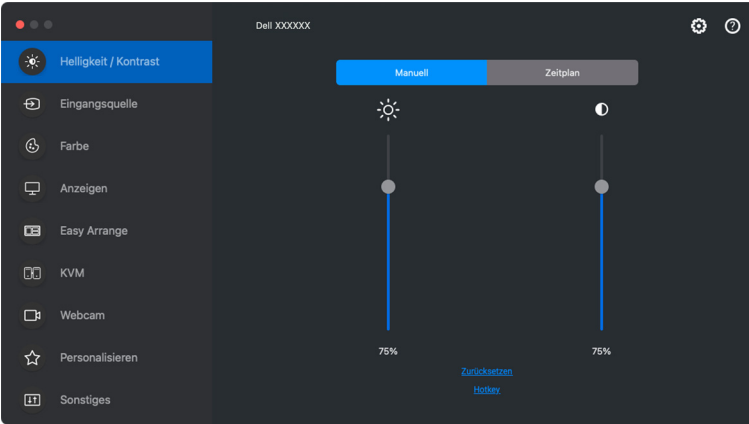 Dell XXXXXX
Helligkeit / Kontrast
Eingangsquelle
Farbe
Anzeigen
Easy Arrange
KVM
Webcam
Personalisieren
Sonstiges
Manuell
Zeitplan
75%
75%
Zurücksetzen
Hotkey